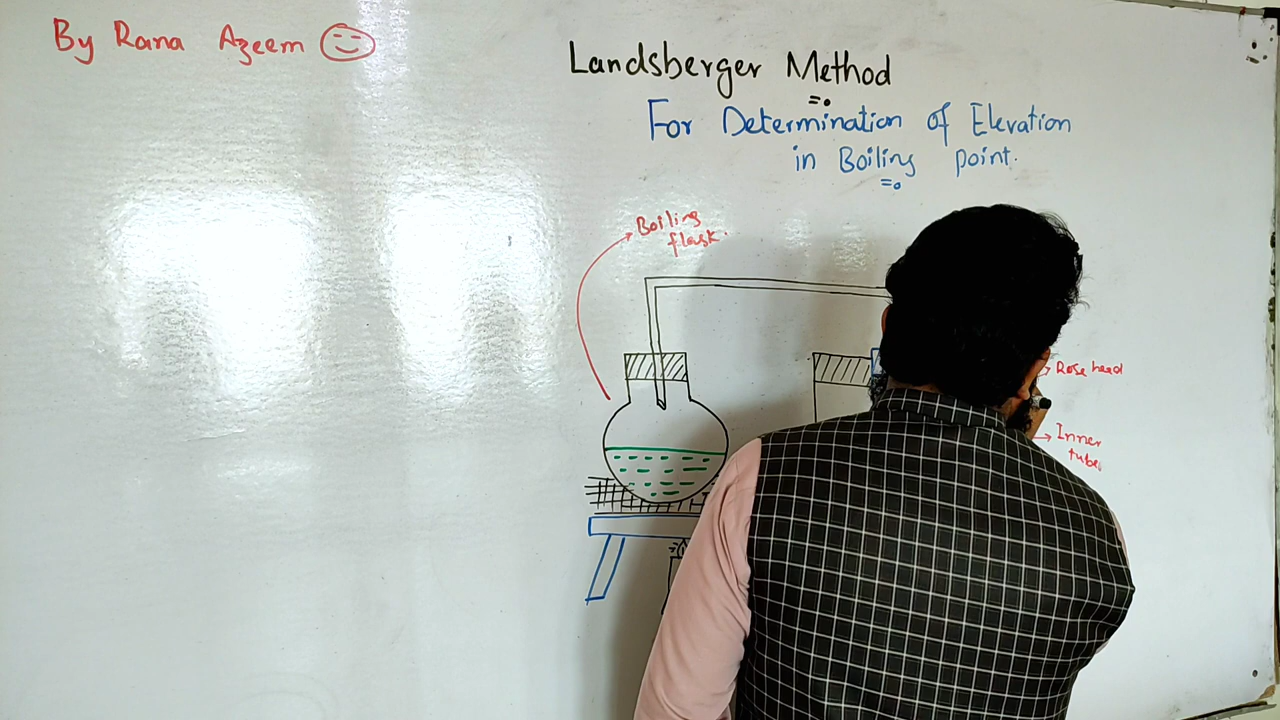 By Rana Azeem
Landsberger Method
For Determination of Elevation
in Boiling point.
Boiling
flask.
Rose head
Inner
tube